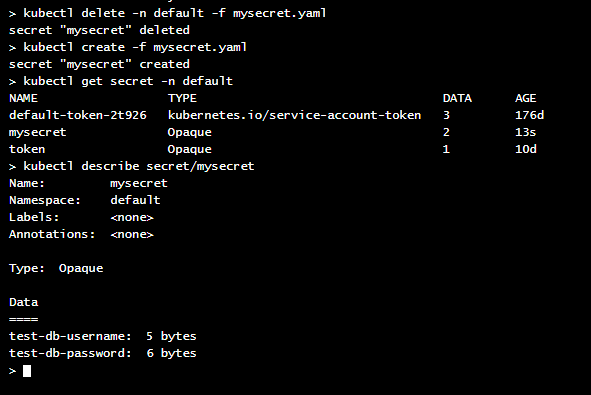 > kubectl delete -n default -f mysecret.yaml
secret "mysecret" deleted
> kubectl create -f mysecret.yaml
secret "mysecret" created
> kubectl get secret -n default
NAME TYPE DATA AGE
default-token-2t926 kubernetes.io/service-account-token 3 176d
mysecret Opaque 2 13s
token Opaque 1 10d
> kubectl describe secret/mysecret
Name: mysecret
Namespace: default
Labels: <none>
Annotations: <none>
Type: Opaque
Data
====
test-db-username: 5 bytes
test-db-password: 6 bytes
>